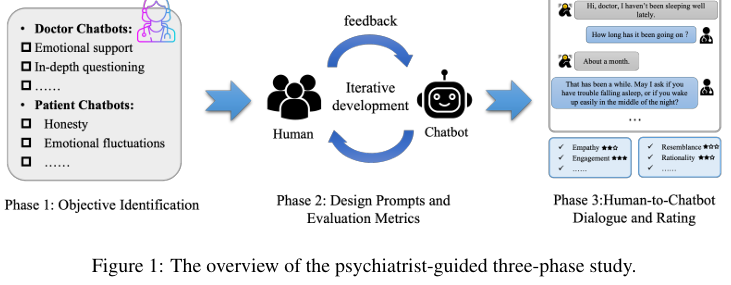 • Doctor Chatbots:
Emotional support
In-depth questioning
......
• Patient Chatbots:
Honesty
Emotional fluctuations
......
Phase 1: Objective Identification
feedback
Iterative
development
Human
Chatbot
Phase 2: Design Prompts and
Evaluation Metrics
Hi, doctor, I haven't been sleeping well
lately.
How long has it been going on ?
About a month.
That has been a while. May I ask if you
have trouble falling asleep, or if you wake
up easily in the middle of the night?
...
✓ Empathy ★★☆
✓ Engagement ★★★
✓ ......
✓ Resemblance ★☆☆
✓ Rationality ★★☆
✓ ......
Phase 3:Human-to-Chatbot
Dialogue and Rating
Figure 1: The overview of the psychiatrist-guided three-phase study.